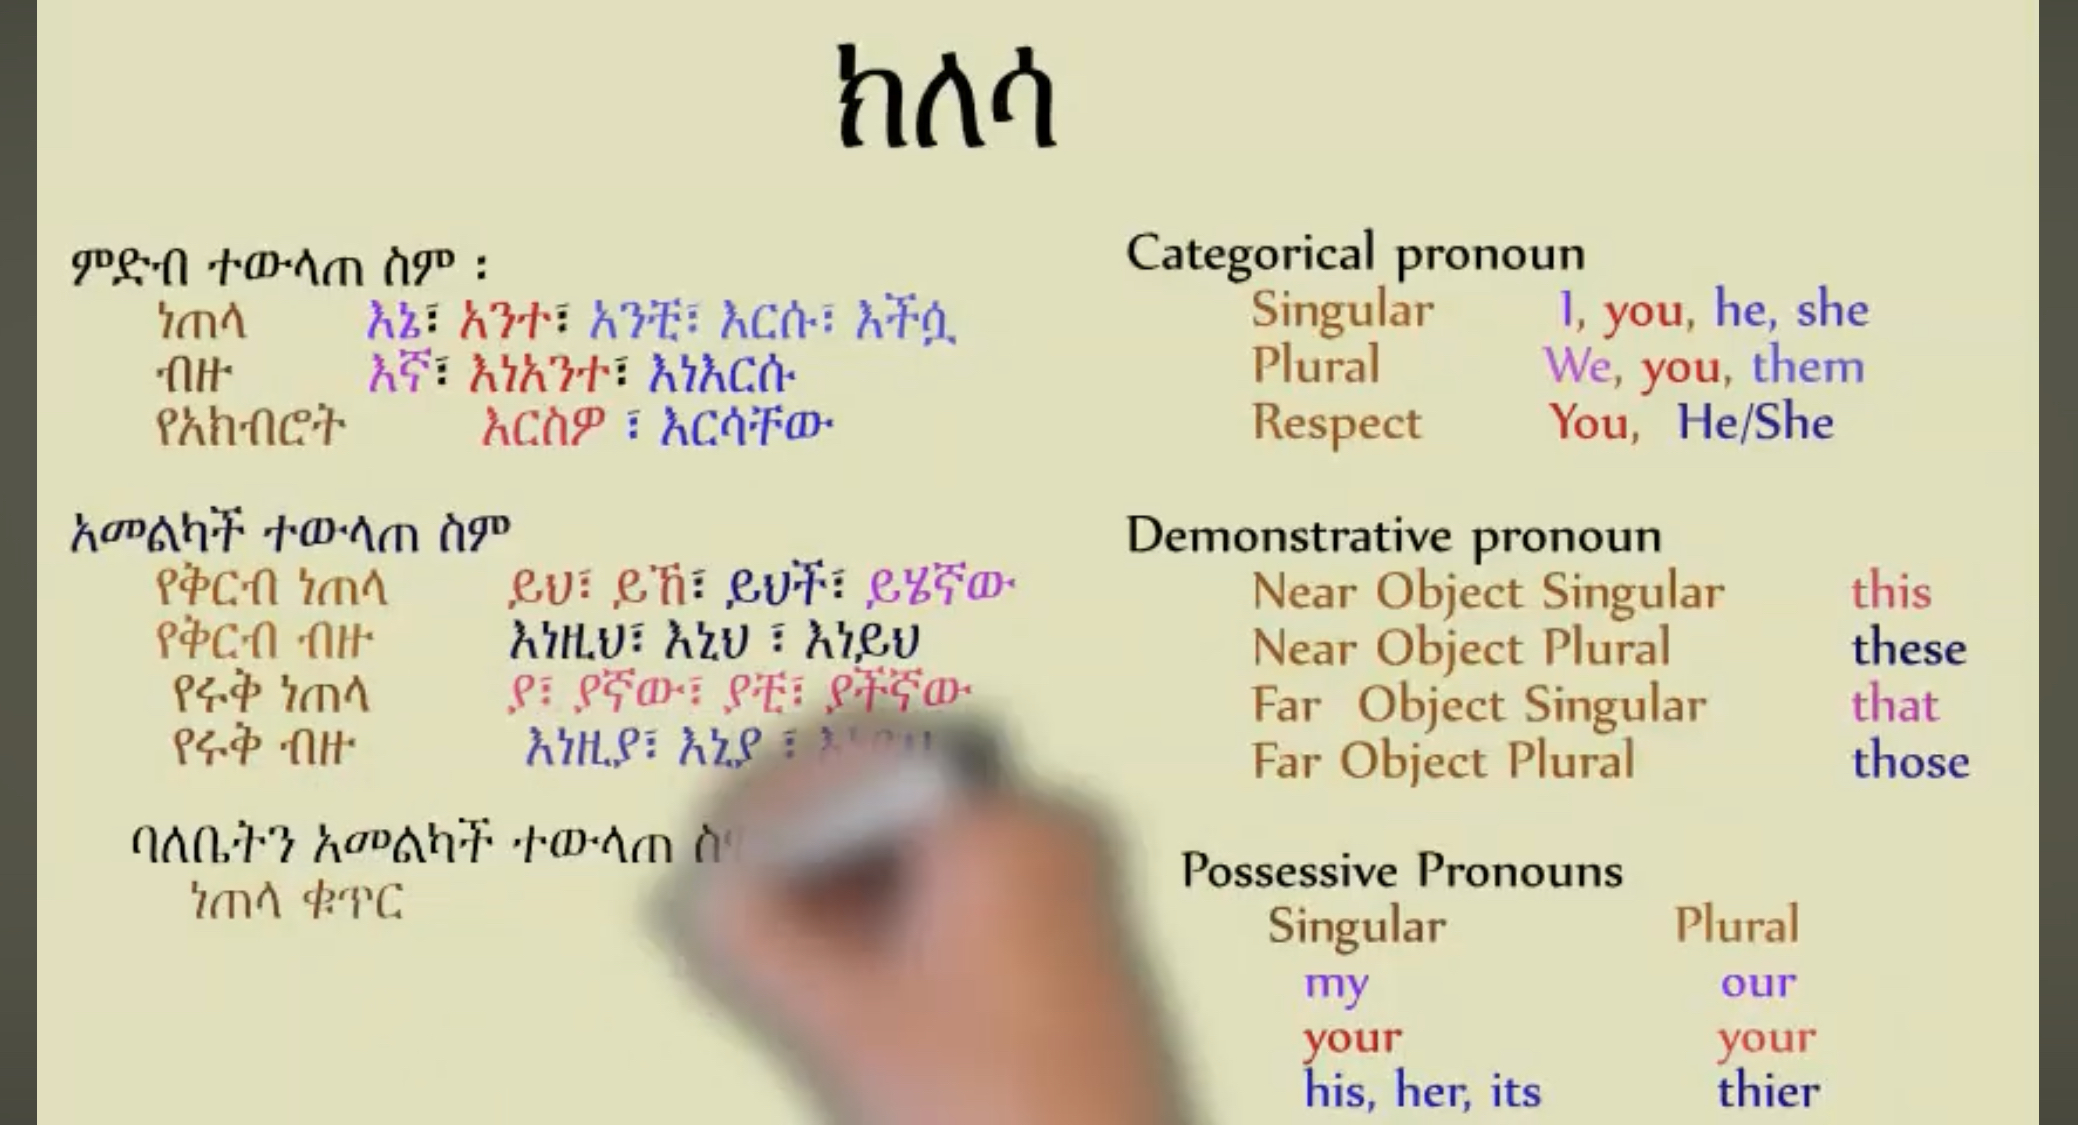 ክለሳ
ምድብ ተውላጠ ስም ፡
ነጠላ እኔ፤ አንተ፤ አንቺ፤ እርሱ፤ እችሷ
ብዙ እኛ፤ እነአንተ፤ እነእርሱ
የአክብሮት እርስዎ ፤ እርሳቸው
አመልካች ተውላጠ ስም
የቅርብ ነጠላ ይህ፤ ይኸ፤ ይህች፤ ይሄኛው
የቅርብ ብዙ እነዚህ፤ እኒህ ፤ እነይህ
የሩቅ ነጠላ ያ፤ ያኛው፤ ያቺ፤ ያችኛው
የሩቅ ብዙ እነዚያ፤ እኒያ ፤
ባለቤትን አመልካች ተውላጠ
ነጠላ ቁጥር
Categorical pronoun
Singular I, you, he, she
Plural We, you, them
Respect You, He/She
Demonstrative pronoun
Near Object Singular this
Near Object Plural these
Far Object Singular that
Far Object Plural those
Possessive Pronouns
Singular Plural
my our
your your
his, her, its thier